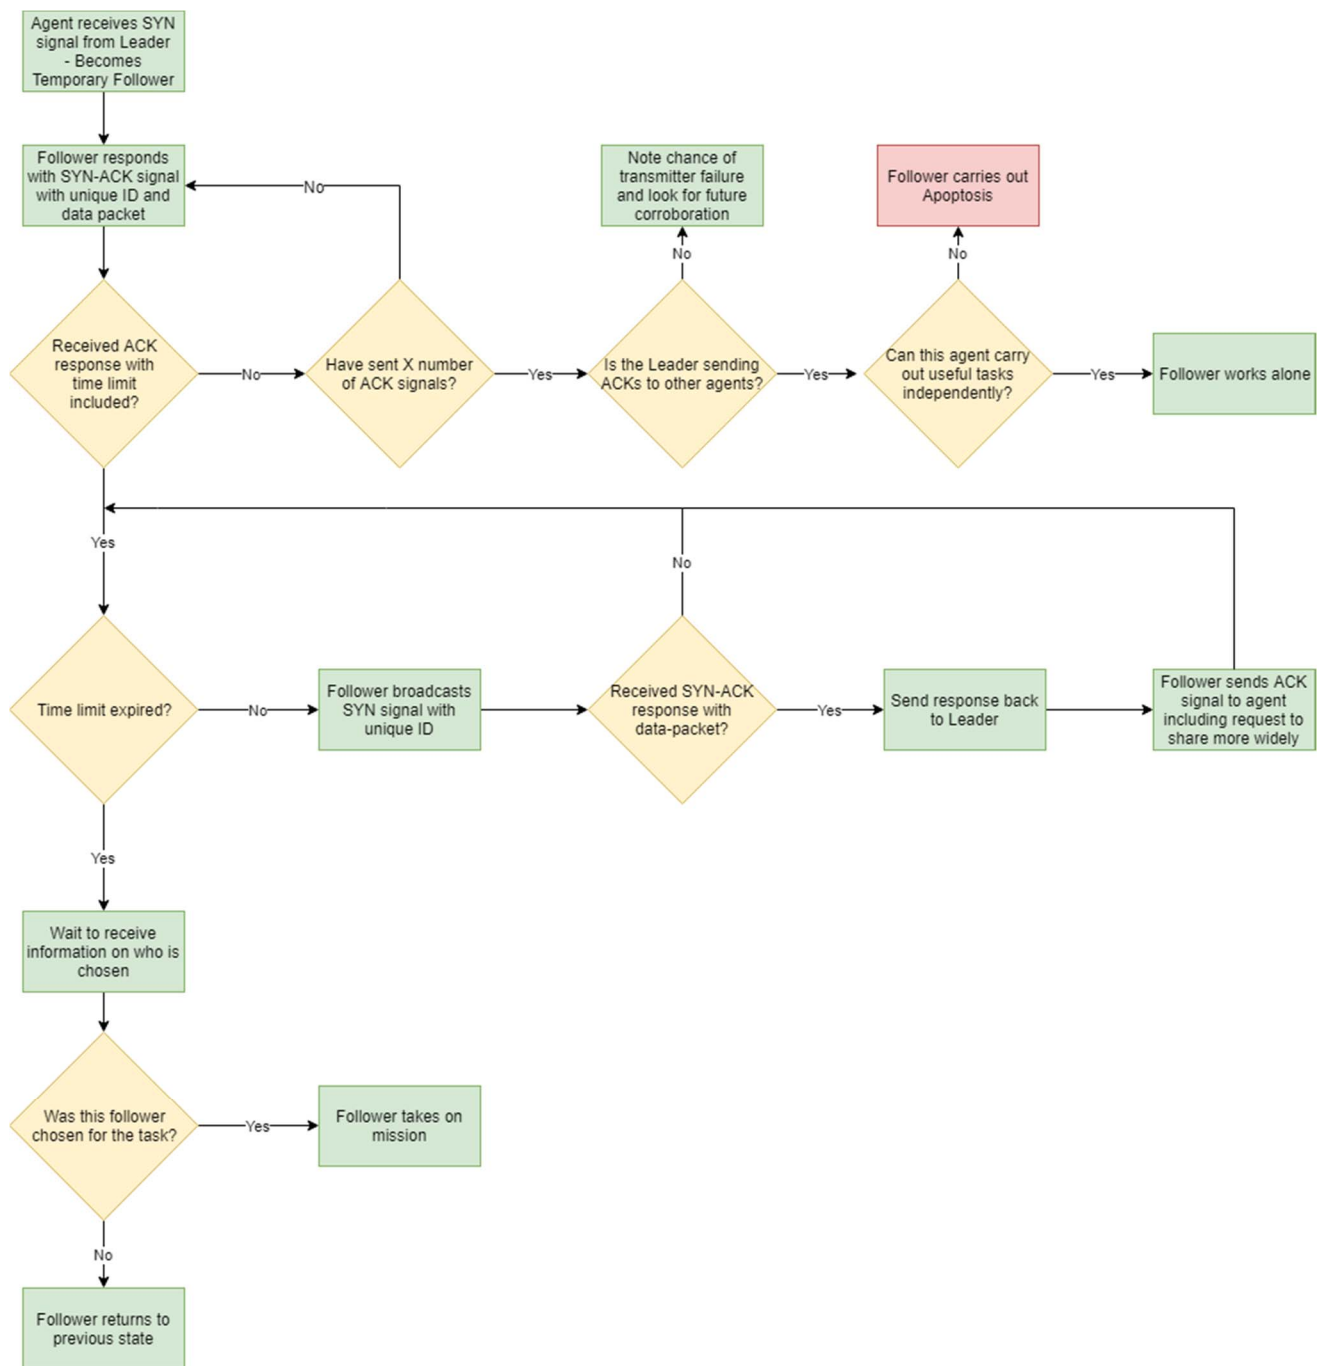 Agent receives SYN
signal from Leader
- Becomes
Temporary Follower
Follower responds
with SYN-ACK signal
with unique ID and
data packet
No
Note chance of
transmitter failure
and look for future
corroboration
Follower carries out
Apoptosis
No
No
Received ACK
response with
time limit
included?
No
Have sent X number
of ACK signals?
Yes
Is the Leader sending
ACKs to other agents?
Yes
Can this agent carry
out useful tasks
independently?
Yes
Follower works alone
Yes
No
Time limit expired?
No
Follower broadcasts
SYN signal with
unique ID
Received SYN-ACK
response with
data-packet?
Yes
Send response back
to Leader
Follower sends ACK
signal to agent
including request to
share more widely
Yes
Wait to receive
information on who is
chosen
Was this follower
chosen for the task?
Yes
Follower takes on
mission
No
Follower returns to
previous state